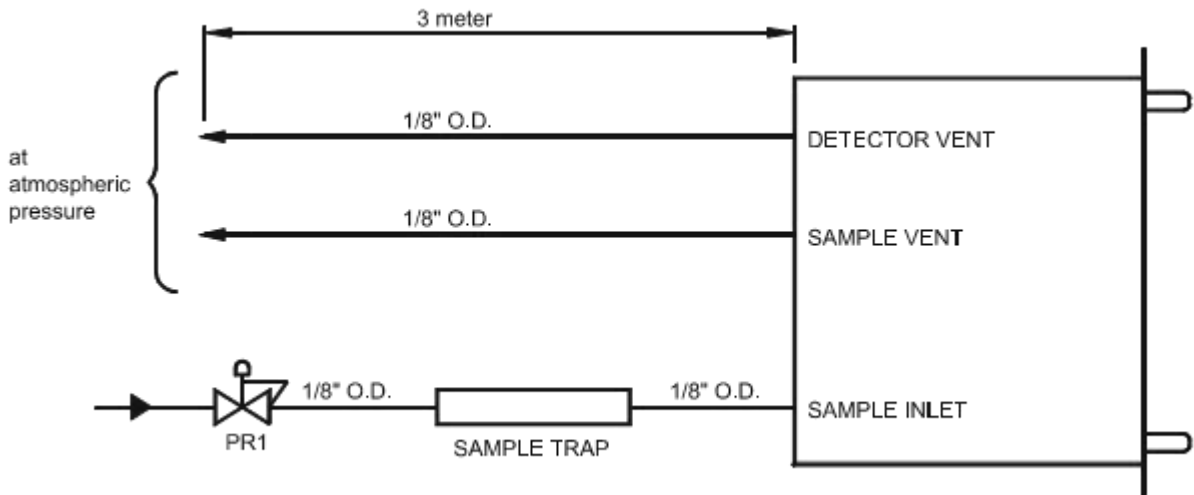 3 meter
1/8" O.D.
DETECTOR VENT
at
atmospheric
pressure
1/8" O.D.
SAMPLE VENT
1/8" O.D.
1/8" O.D.
SAMPLE INLET
PR1
SAMPLE TRAP